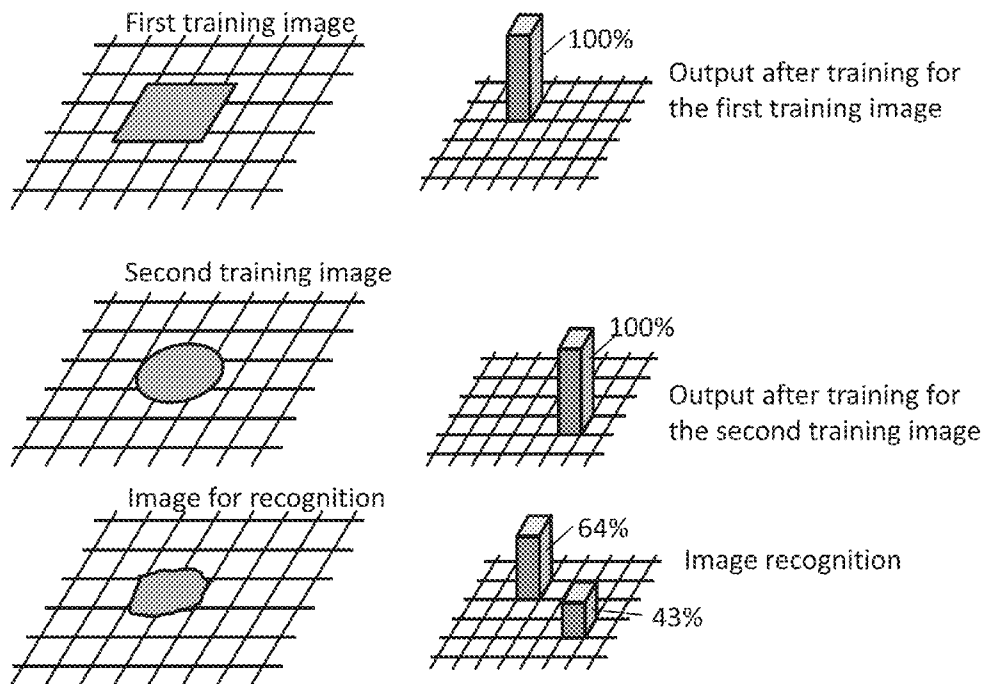 First training image
100%
Output after training for
the first training image
Second training image
100%
Output after training for
the second training image
Image for recognition
64%
Image recognition
43%